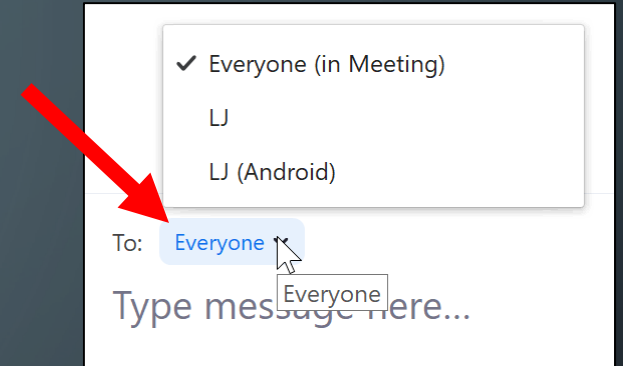 Everyone (in Meeting)
LJ
LJ (Android)
To: Everyone
Everyone
Type message here...